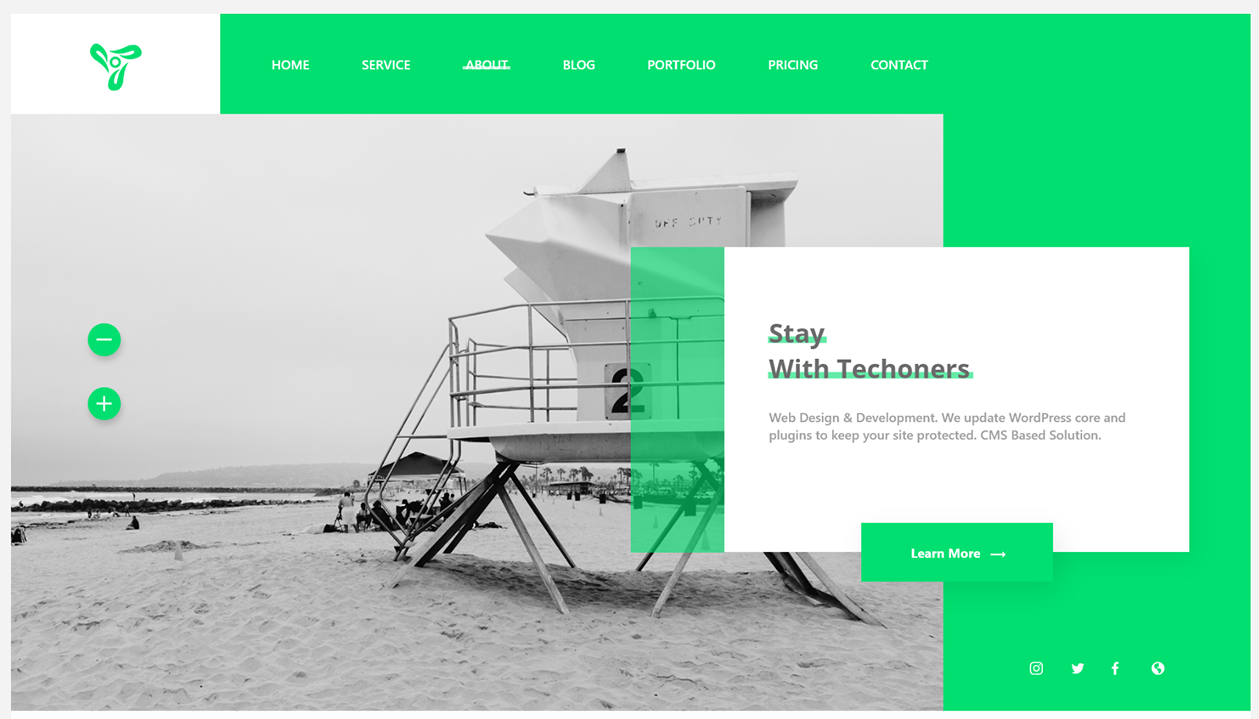 HOME SERVICE ABOUT BLOG PORTFOLIO PRICING CONTACT
OFF DUTY
2
Stay
With Techoners
Web Design & Development. We update WordPress core and
plugins to keep your site protected. CMS Based Solution.
Learn More